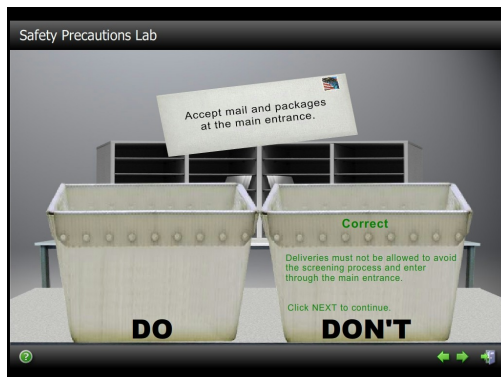 Safety Precautions Lab
Accept mail and packages
at the main entrance.
Correct
Deliveries must not be allowed to avoid
the screening process and enter
through the main entrance.
Click NEXT to continue.
DO
DON'T
?